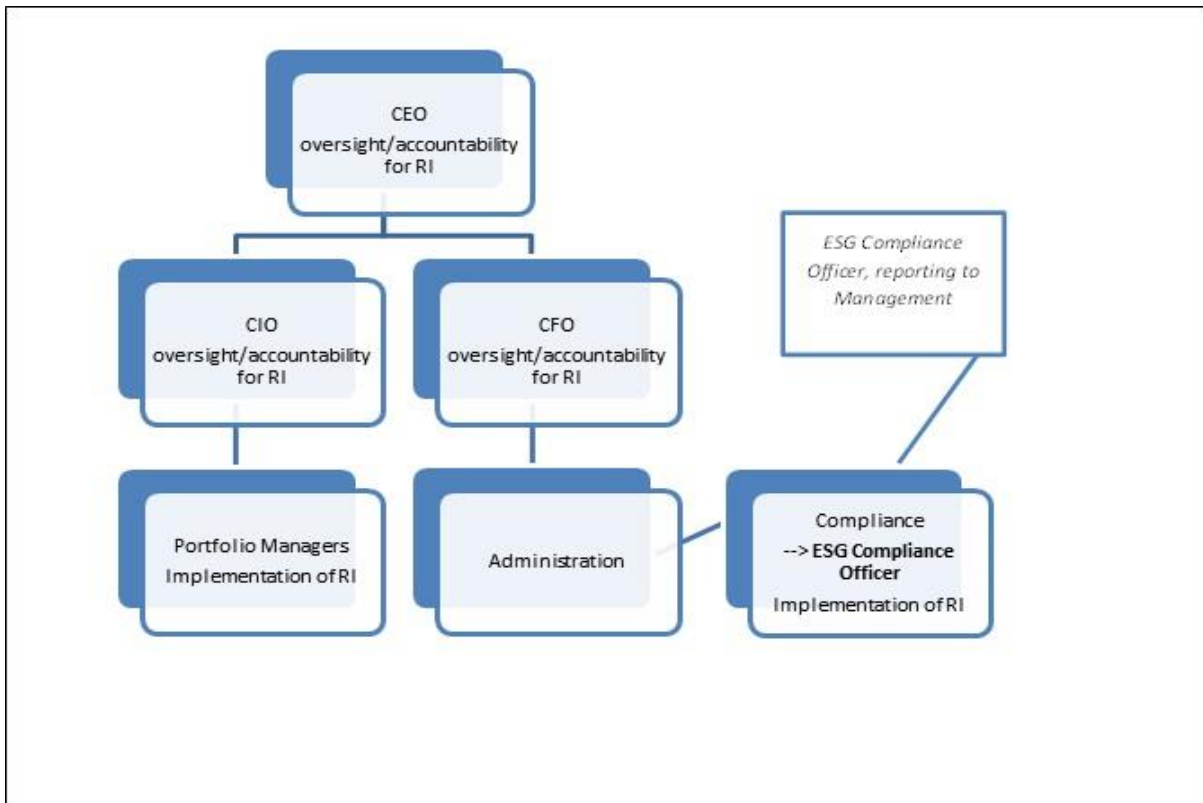 CEO
oversight/accountability
for RI
CIO
oversight/accountability
for RI
CFO
oversight/accountability
for RI
ESG Compliance
Officer, reporting to
Management
Portfolio Managers
Implementation of RI
Administration
Compliance
--> ESG Compliance
Officer
Implementation of RI